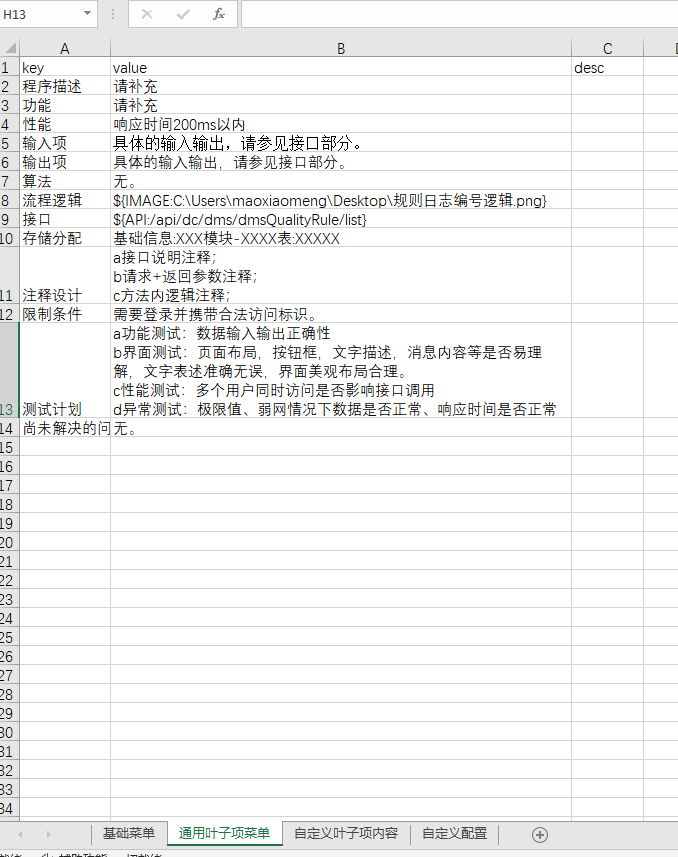 H13
fx
A B C
1 key value desc
2 程序描述 请补充
3 功能 请补充
4 性能 响应时间200ms以内
5 输入项 具体的输入输出，请参见接口部分。
6 输出项 具体的输入输出，请参见接口部分。
7 算法 无。
8 流程逻辑 ${IMAGE:C:\Users\maoxiaomeng\Desktop\规则日志编号逻辑.png}
9 接口 ${API:/api/dc/dms/dmsQualityRule/list}
10 存储分配 基础信息:XXX模块-XXXX表:XXXXX
a接口说明注释；
b请求+返回参数注释；
11 注释设计 c方法内逻辑注释；
12 限制条件 需要登录并携带合法访问标识。
a功能测试：数据输入输出正确性
b界面测试：页面布局，按钮框，文字描述，消息内容等是否易理
解，文字表述准确无误，界面美观布局合理。
c性能测试：多个用户同时访问是否影响接口调用
13 测试计划 d异常测试：极限值、弱网情况下数据是否正常、响应时间是否正常
14 尚未解决的问 无。
15
16
17
18
19
20
21
22
23
24
25
26
27
28
29
30
31
32
33
34
基础菜单 通用叶子项菜单 自定义叶子项内容 自定义配置